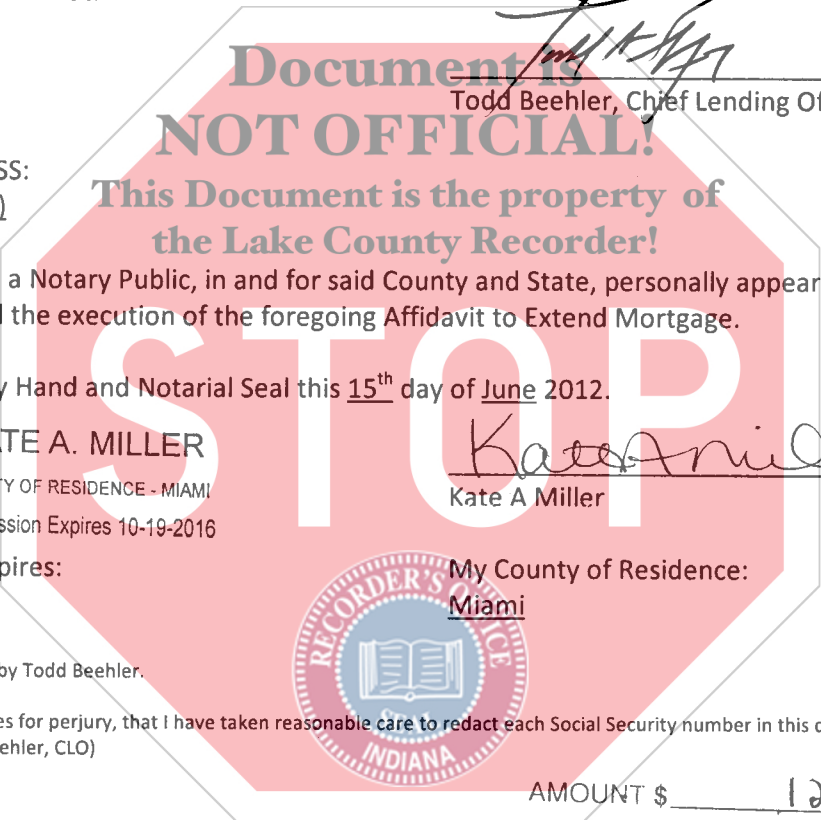 Document is
Todd Beehler, Chief Lending Of
NOT OFFICIAL!
SS:
)
This Document is the property of
the Lake County Recorder!
a Notary Public, in and for said County and State, personally appear
the execution of the foregoing Affidavit to Extend Mortgage.
STOP
y Hand and Notarial Seal this 15th day of June 2012.
TE A. MILLER
Kate A Mil
TY OF RESIDENCE - MIAMI
Kate A Miller
ssion Expires 10-19-2016
pires:
My County of Residence:
Miami
RECORDER'S OFFICE
SEAL
INDIANA
by Todd Beehler.
es for perjury, that I have taken reasonable care to redact each Social Security number in this d
ehler, CLO)
AMOUNT $ 12